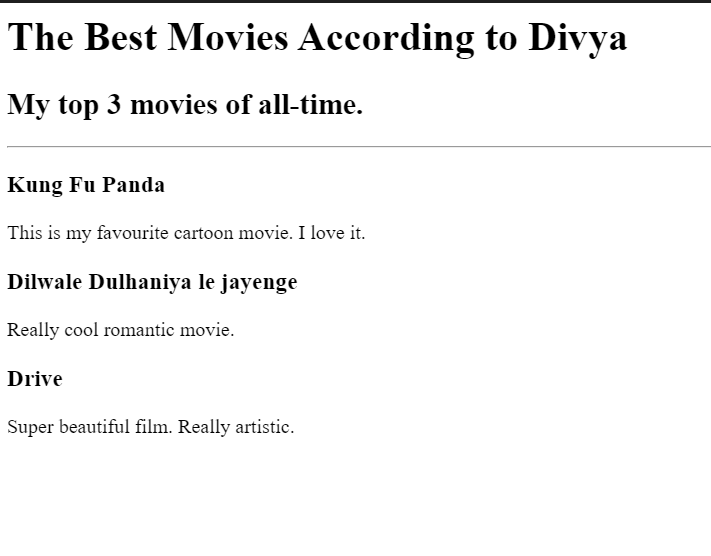 The Best Movies According to Divya
My top 3 movies of all-time.
Kung Fu Panda
This is my favourite cartoon movie. I love it.
Dilwale Dulhaniya le jayenge
Really cool romantic movie.
Drive
Super beautiful film. Really artistic.